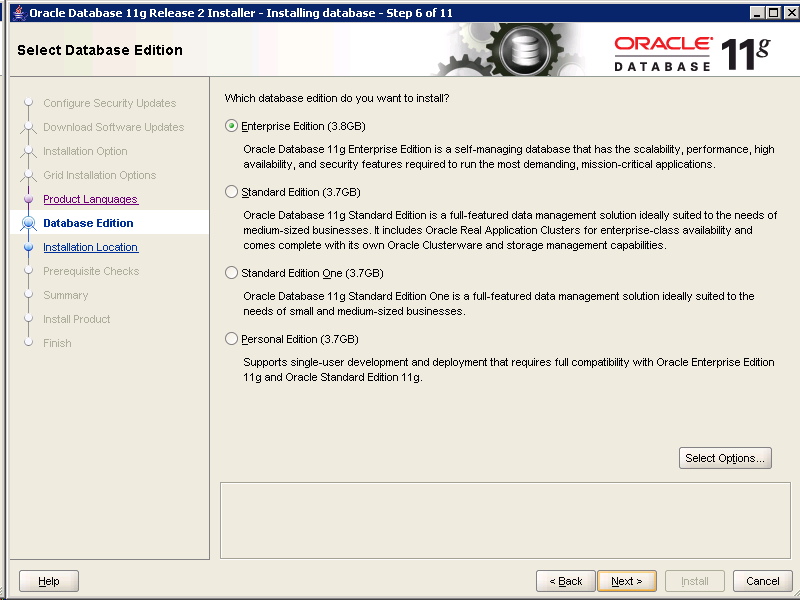 Oracle Database 11g Release 2 Installer - Installing database - Step 6 of 11
Select Database Edition
ORACLE
DATABASE 11g
Configure Security Updates
Download Software Updates
Installation Option
Grid Installation Options
Product Languages
Database Edition
Installation Location
Prerequisite Checks
Summary
Install Product
Finish
Which database edition do you want to install?
Enterprise Edition (3.8GB)
Oracle Database 11g Enterprise Edition is a self-managing database that has the scalability, performance, high
availability, and security features required to run the most demanding, mission-critical applications.
Standard Edition (3.7GB)
Oracle Database 11g Standard Edition is a full-featured data management solution ideally suited to the needs of
medium-sized businesses. It includes Oracle Real Application Clusters for enterprise-class availability and
comes complete with its own Oracle Clusterware and storage management capabilities.
Standard Edition One (3.7GB)
Oracle Database 11g Standard Edition One is a full-featured data management solution ideally suited to the
needs of small and medium-sized businesses.
Personal Edition (3.7GB)
Supports single-user development and deployment that requires full compatibility with Oracle Enterprise Edition
11g and Oracle Standard Edition 11g.
Select Options...
Help
< Back
Next >
Install
Cancel